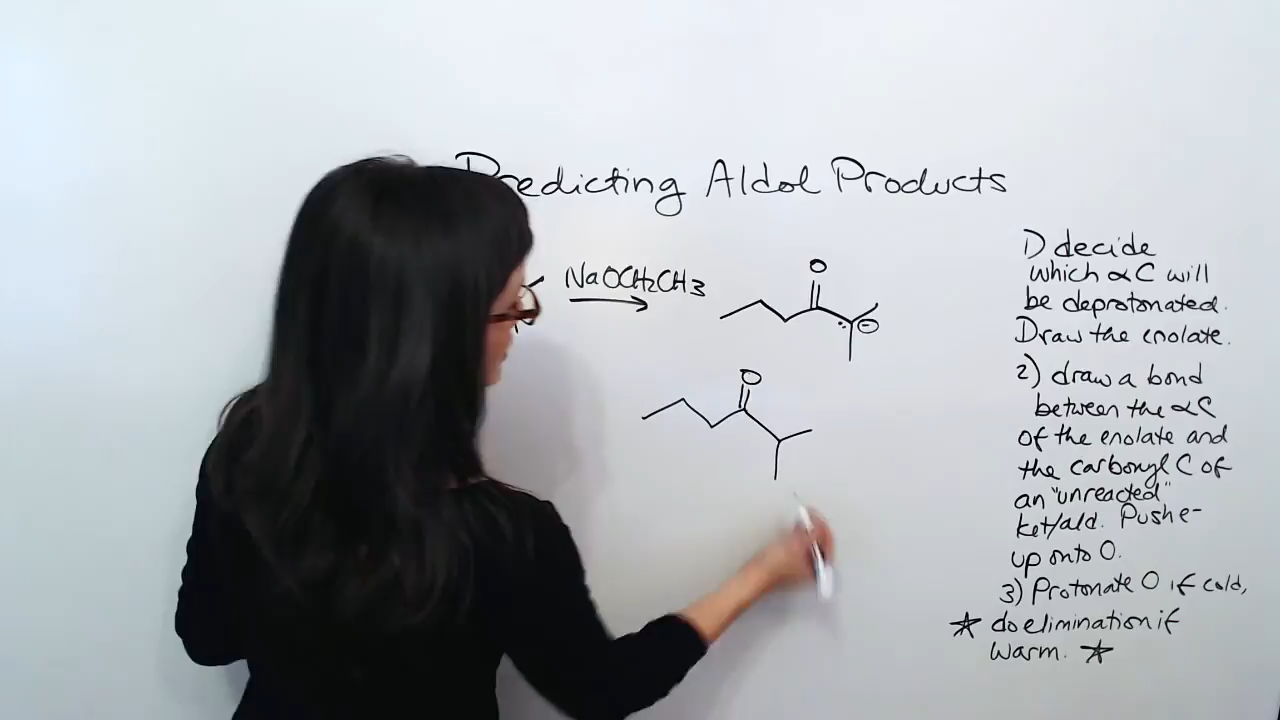 Predicting Aldol Products
NaOCH2CH3
O
⊖
O
1) decide
which αC will
be deprotonated.
Draw the enolate.
2) draw a bond
between the αC
of the enolate and
the carbonyl C of
an "unreacted"
ket/ald. Push e-
up onto O.
3) Protonate O if cold,
☆ do elimination if
warm. ☆